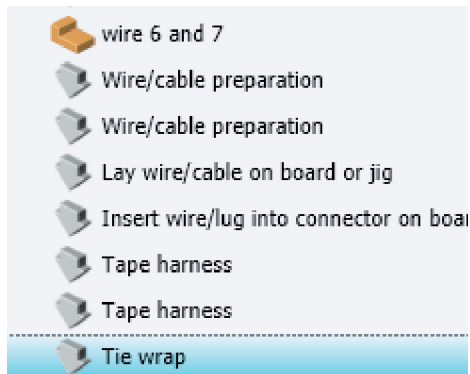 wire 6 and 7
Wire/cable preparation
Wire/cable preparation
Lay wire/cable on board or jig
Insert wire/lug into connector on boar
Tape harness
Tape harness
Tie wrap